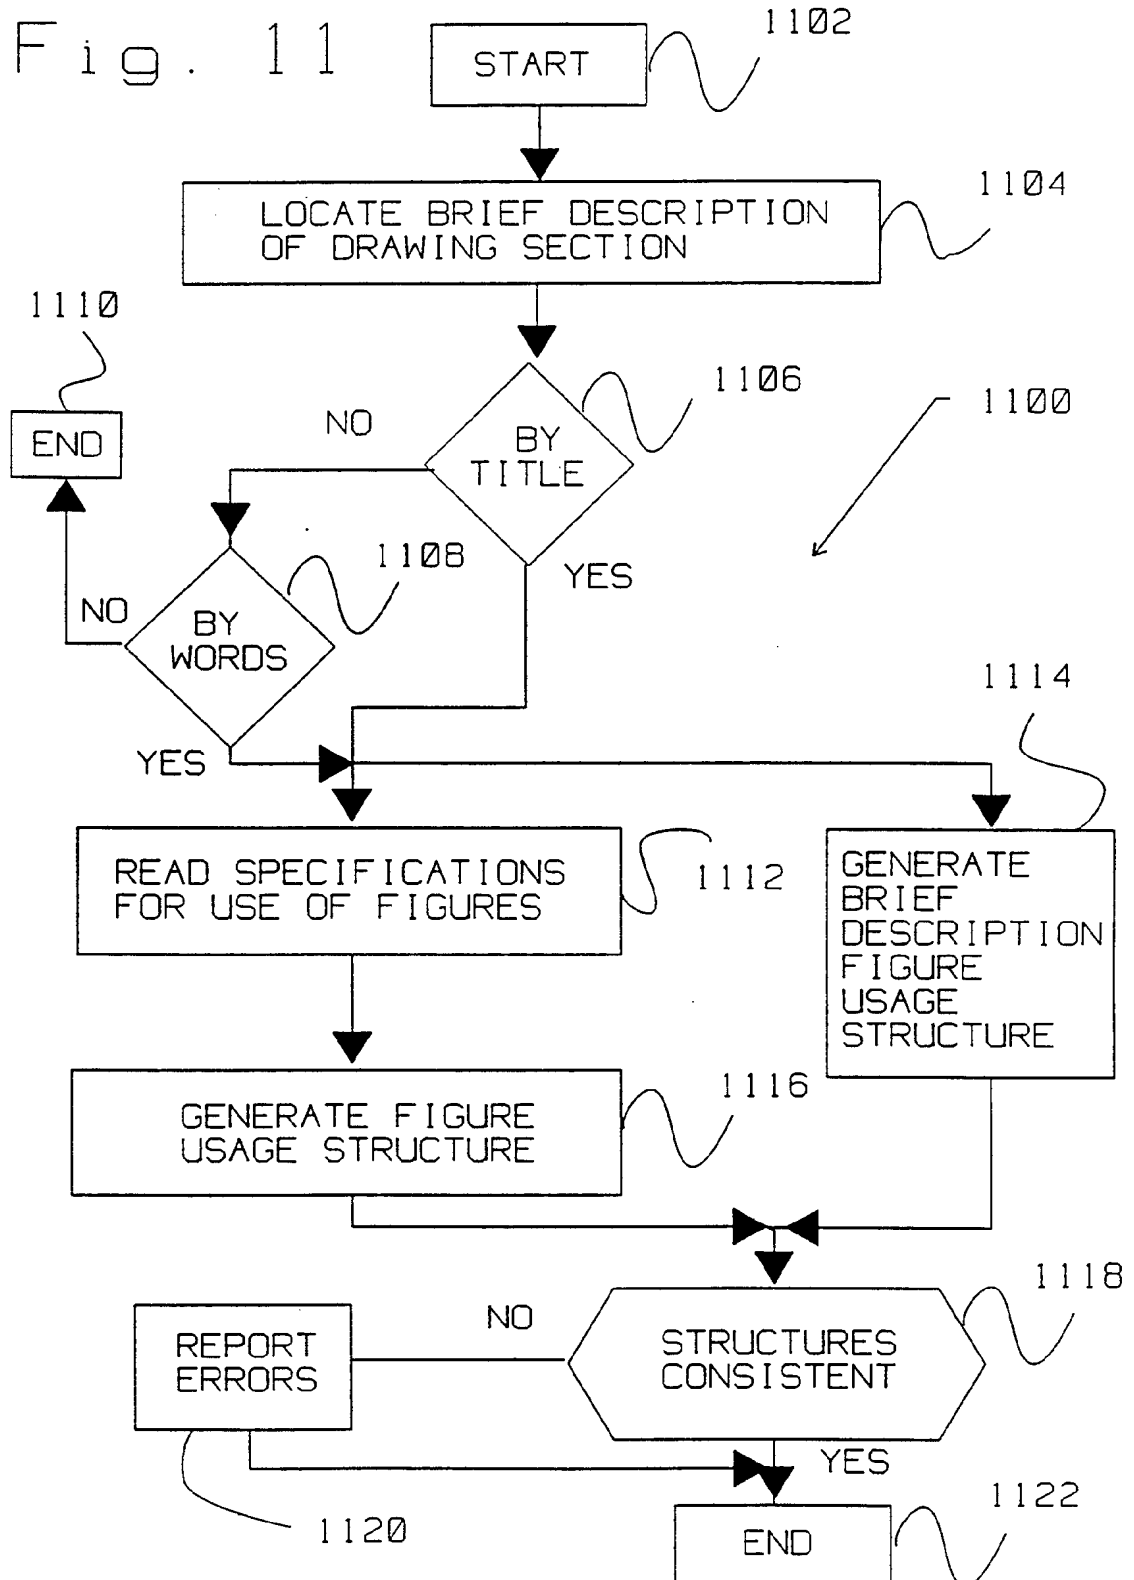 Fig. 11
1102
START
1104
LOCATE BRIEF DESCRIPTION
OF DRAWING SECTION
1110
1106
1100
END
NO
BY
TITLE
1108
YES
NO
BY
WORDS
1114
YES
1112
READ SPECIFICATIONS
FOR USE OF FIGURES
GENERATE
BRIEF
DESCRIPTION
FIGURE
USAGE
STRUCTURE
1116
GENERATE FIGURE
USAGE STRUCTURE
1118
NO
REPORT
ERRORS
STRUCTURES
CONSISTENT
YES
1122
1120
END